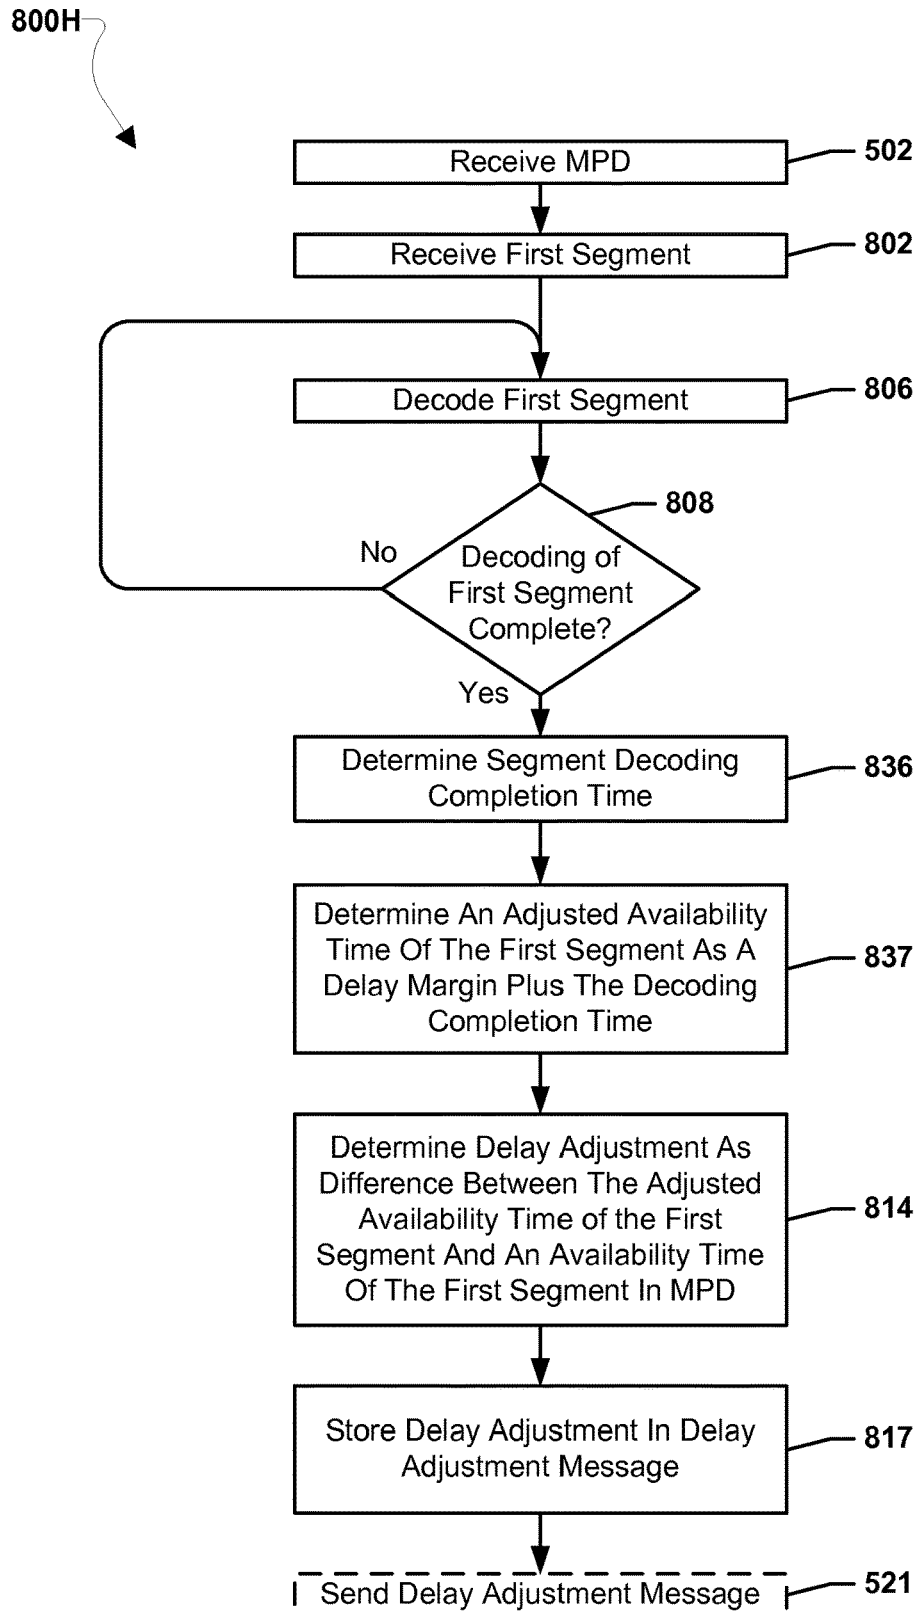 800H
Receive MPD
502
Receive First Segment
802
Decode First Segment
806
808
No
Decoding of
First Segment
Complete?
Yes
Determine Segment Decoding
Completion Time
836
Determine An Adjusted Availability
Time Of The First Segment As A
Delay Margin Plus The Decoding
Completion Time
837
Determine Delay Adjustment As
Difference Between The Adjusted
Availability Time of the First
Segment And An Availability Time
Of The First Segment In MPD
814
Store Delay Adjustment In Delay
Adjustment Message
817
Send Delay Adjustment Message
521